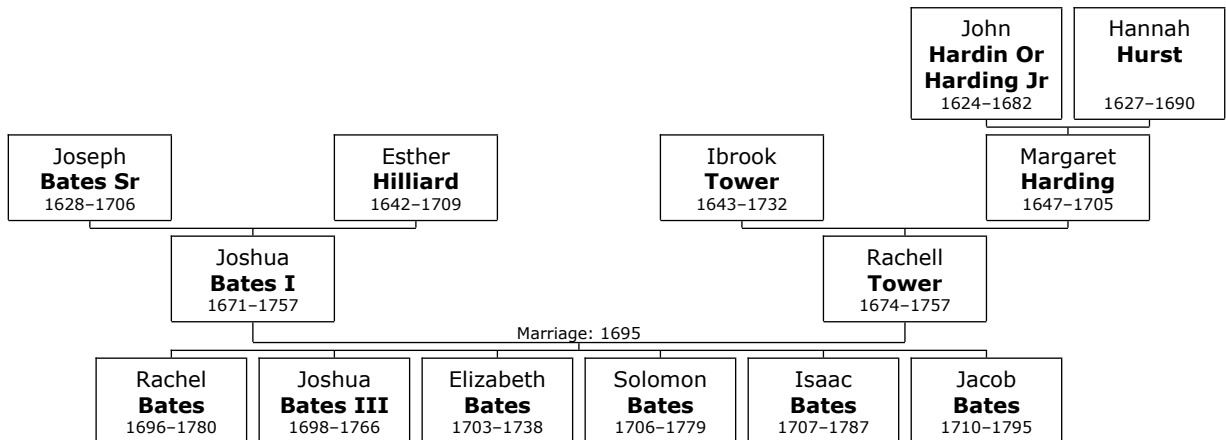 John
Hardin Or
Harding Jr
1624–1682
Hannah
Hurst
1627–1690
Joseph
Bates Sr
1628–1706
Esther
Hilliard
1642–1709
Ibrook
Tower
1643–1732
Margaret
Harding
1647–1705
Joshua
Bates I
1671–1757
Rachell
Tower
1674–1757
Marriage: 1695
Rachel
Bates
1696–1780
Joshua
Bates III
1698–1766
Elizabeth
Bates
1703–1738
Solomon
Bates
1706–1779
Isaac
Bates
1707–1787
Jacob
Bates
1710–1795